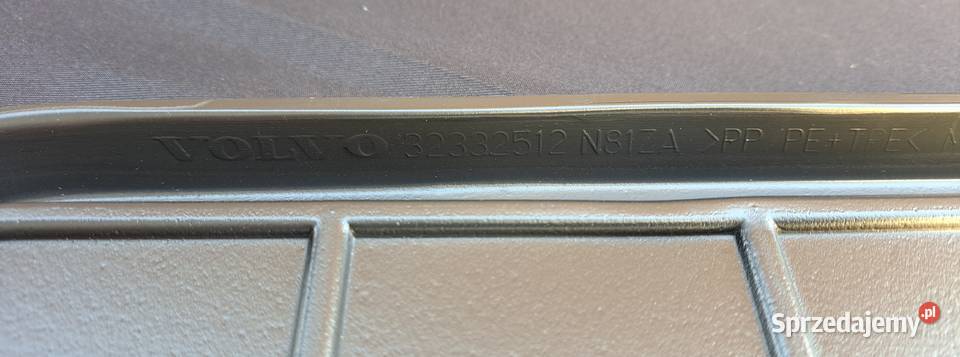 VOLVO 32332512 N81ZA >PP PE+TPE<
Sprzedajemy.pl